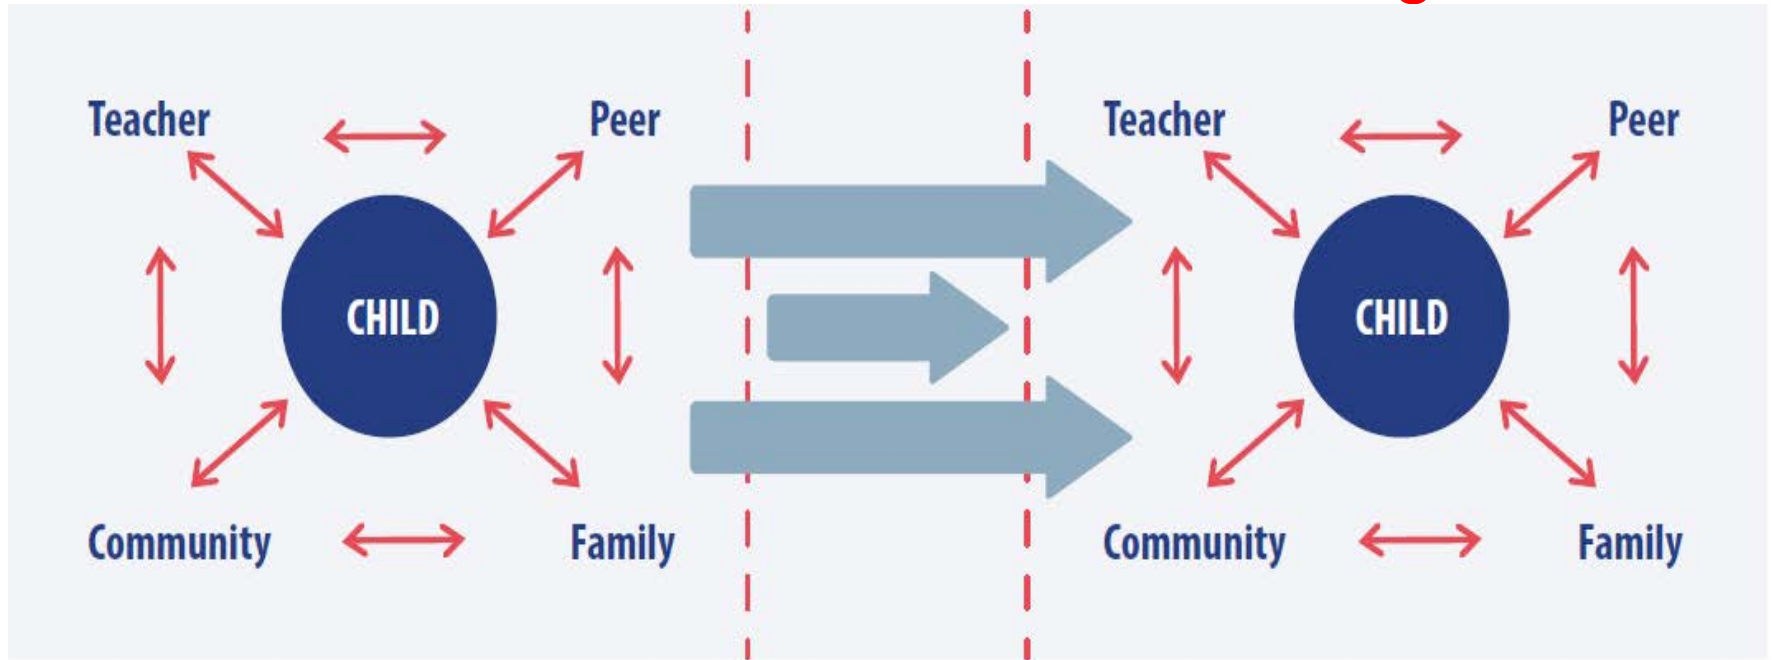 Teacher Peer Teacher Peer
CHILD CHILD
Community Family Community Family